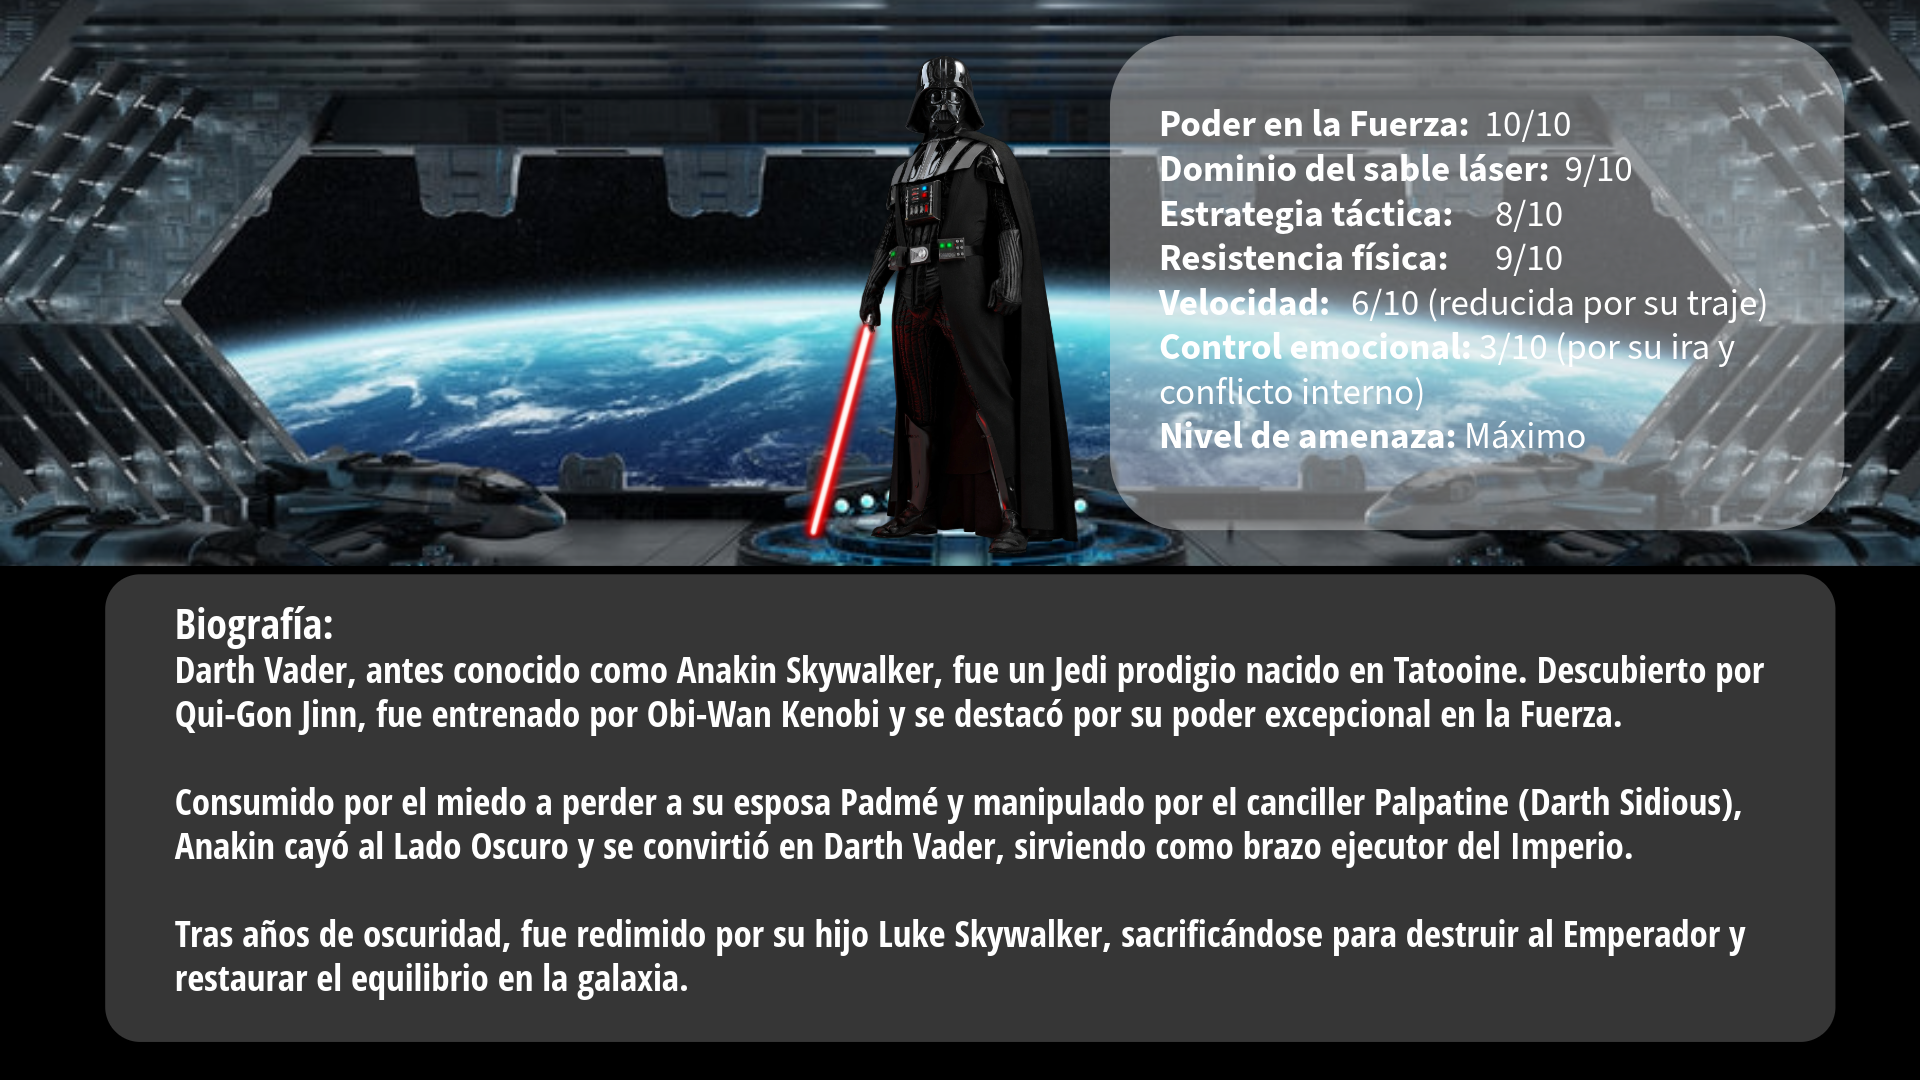 Poder en la Fuerza: 10/10
Dominio del sable láser: 9/10
Estrategia táctica: 8/10
Resistencia física: 9/10
Velocidad: 6/10 (reducida por su traje)
Control emocional: 3/10 (por su ira y
conflicto interno)
Nivel de amenaza: Máximo
Biografía:
Darth Vader, antes conocido como Anakin Skywalker, fue un Jedi prodigio nacido en Tatooine. Descubierto por
Qui-Gon Jinn, fue entrenado por Obi-Wan Kenobi y se destacó por su poder excepcional en la Fuerza.
Consumido por el miedo a perder a su esposa Padmé y manipulado por el canciller Palpatine (Darth Sidious),
Anakin cayó al Lado Oscuro y se convirtió en Darth Vader, sirviendo como brazo ejecutor del Imperio.
Tras años de oscuridad, fue redimido por su hijo Luke Skywalker, sacrificándose para destruir al Emperador y
restaurar el equilibrio en la galaxia.